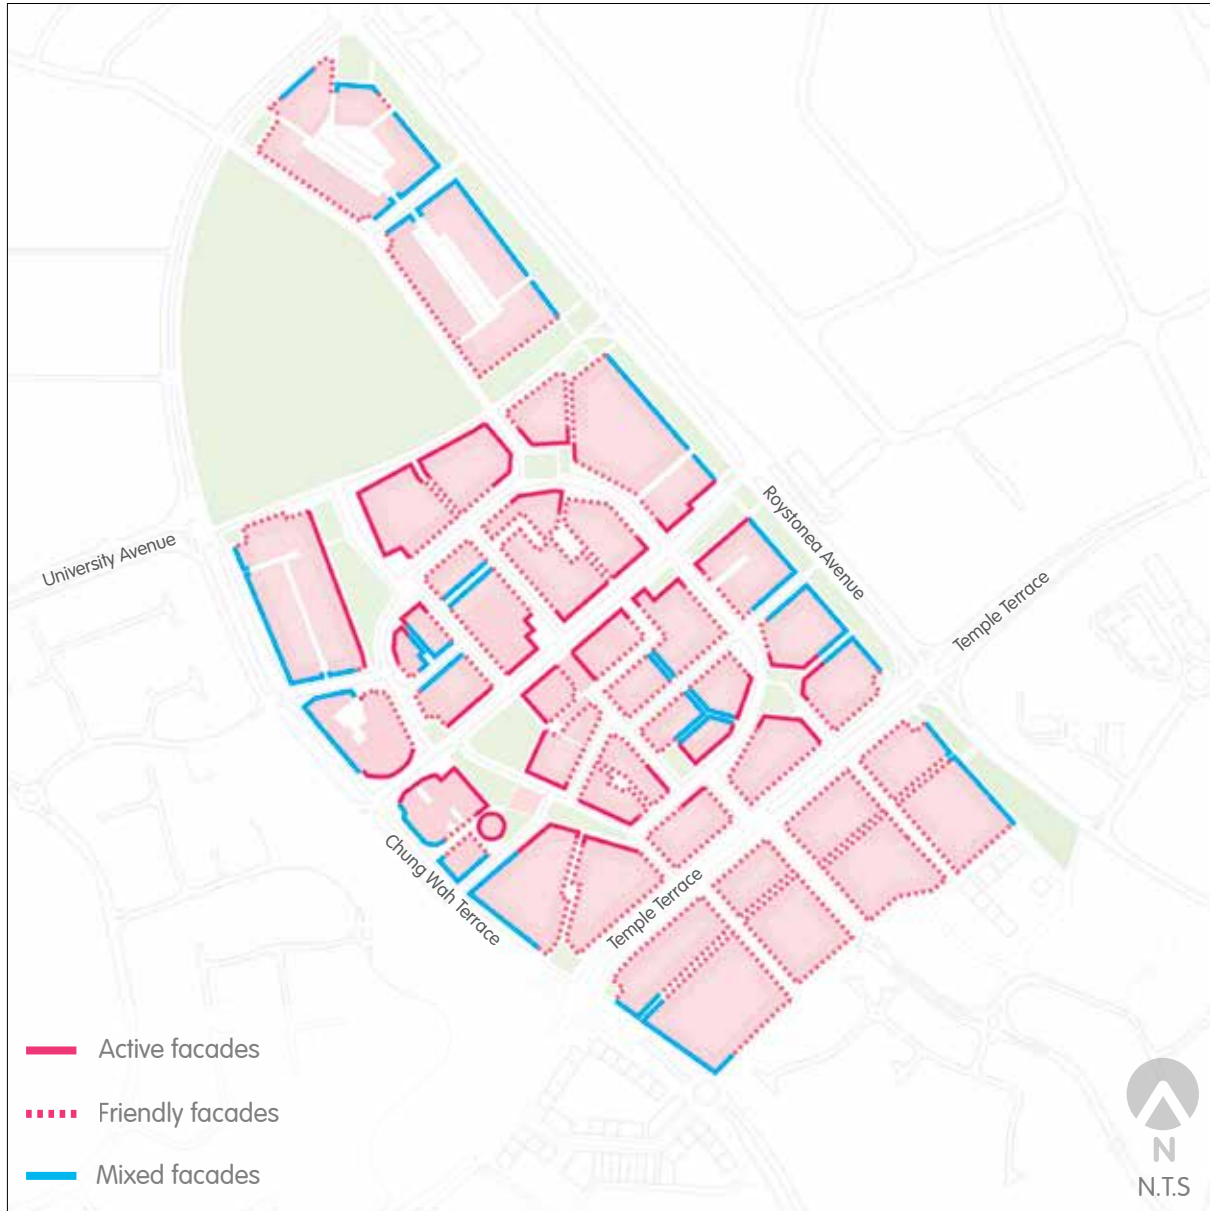 Roystonea Avenue
University Avenue
Temple Terrace
Chung Wah Terrace
Temple Terrace
Active facades
Friendly facades
Mixed facades
N
N.T.S